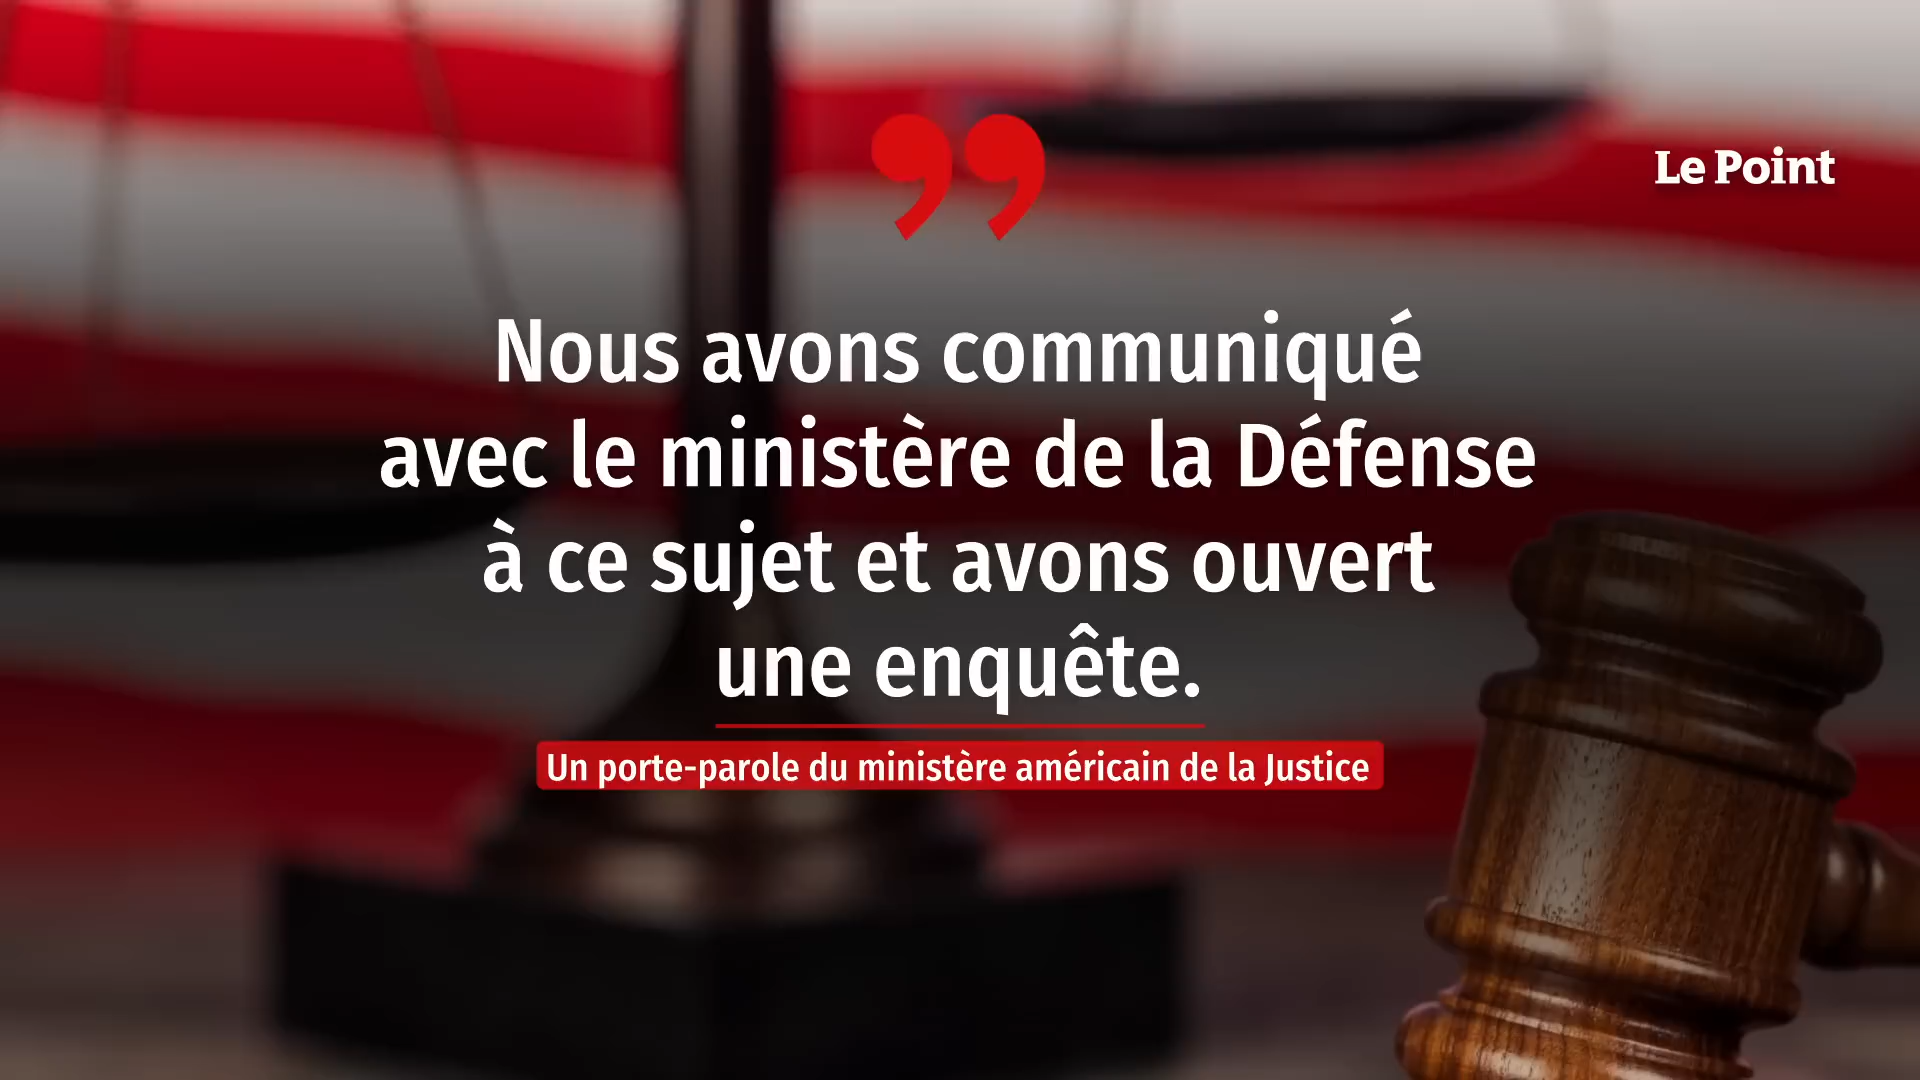 Le Point
Nous avons communiqué
avec le ministère de la Défense
à ce sujet et avons ouvert
une enquête.
Un porte-parole du ministère américain de la Justice